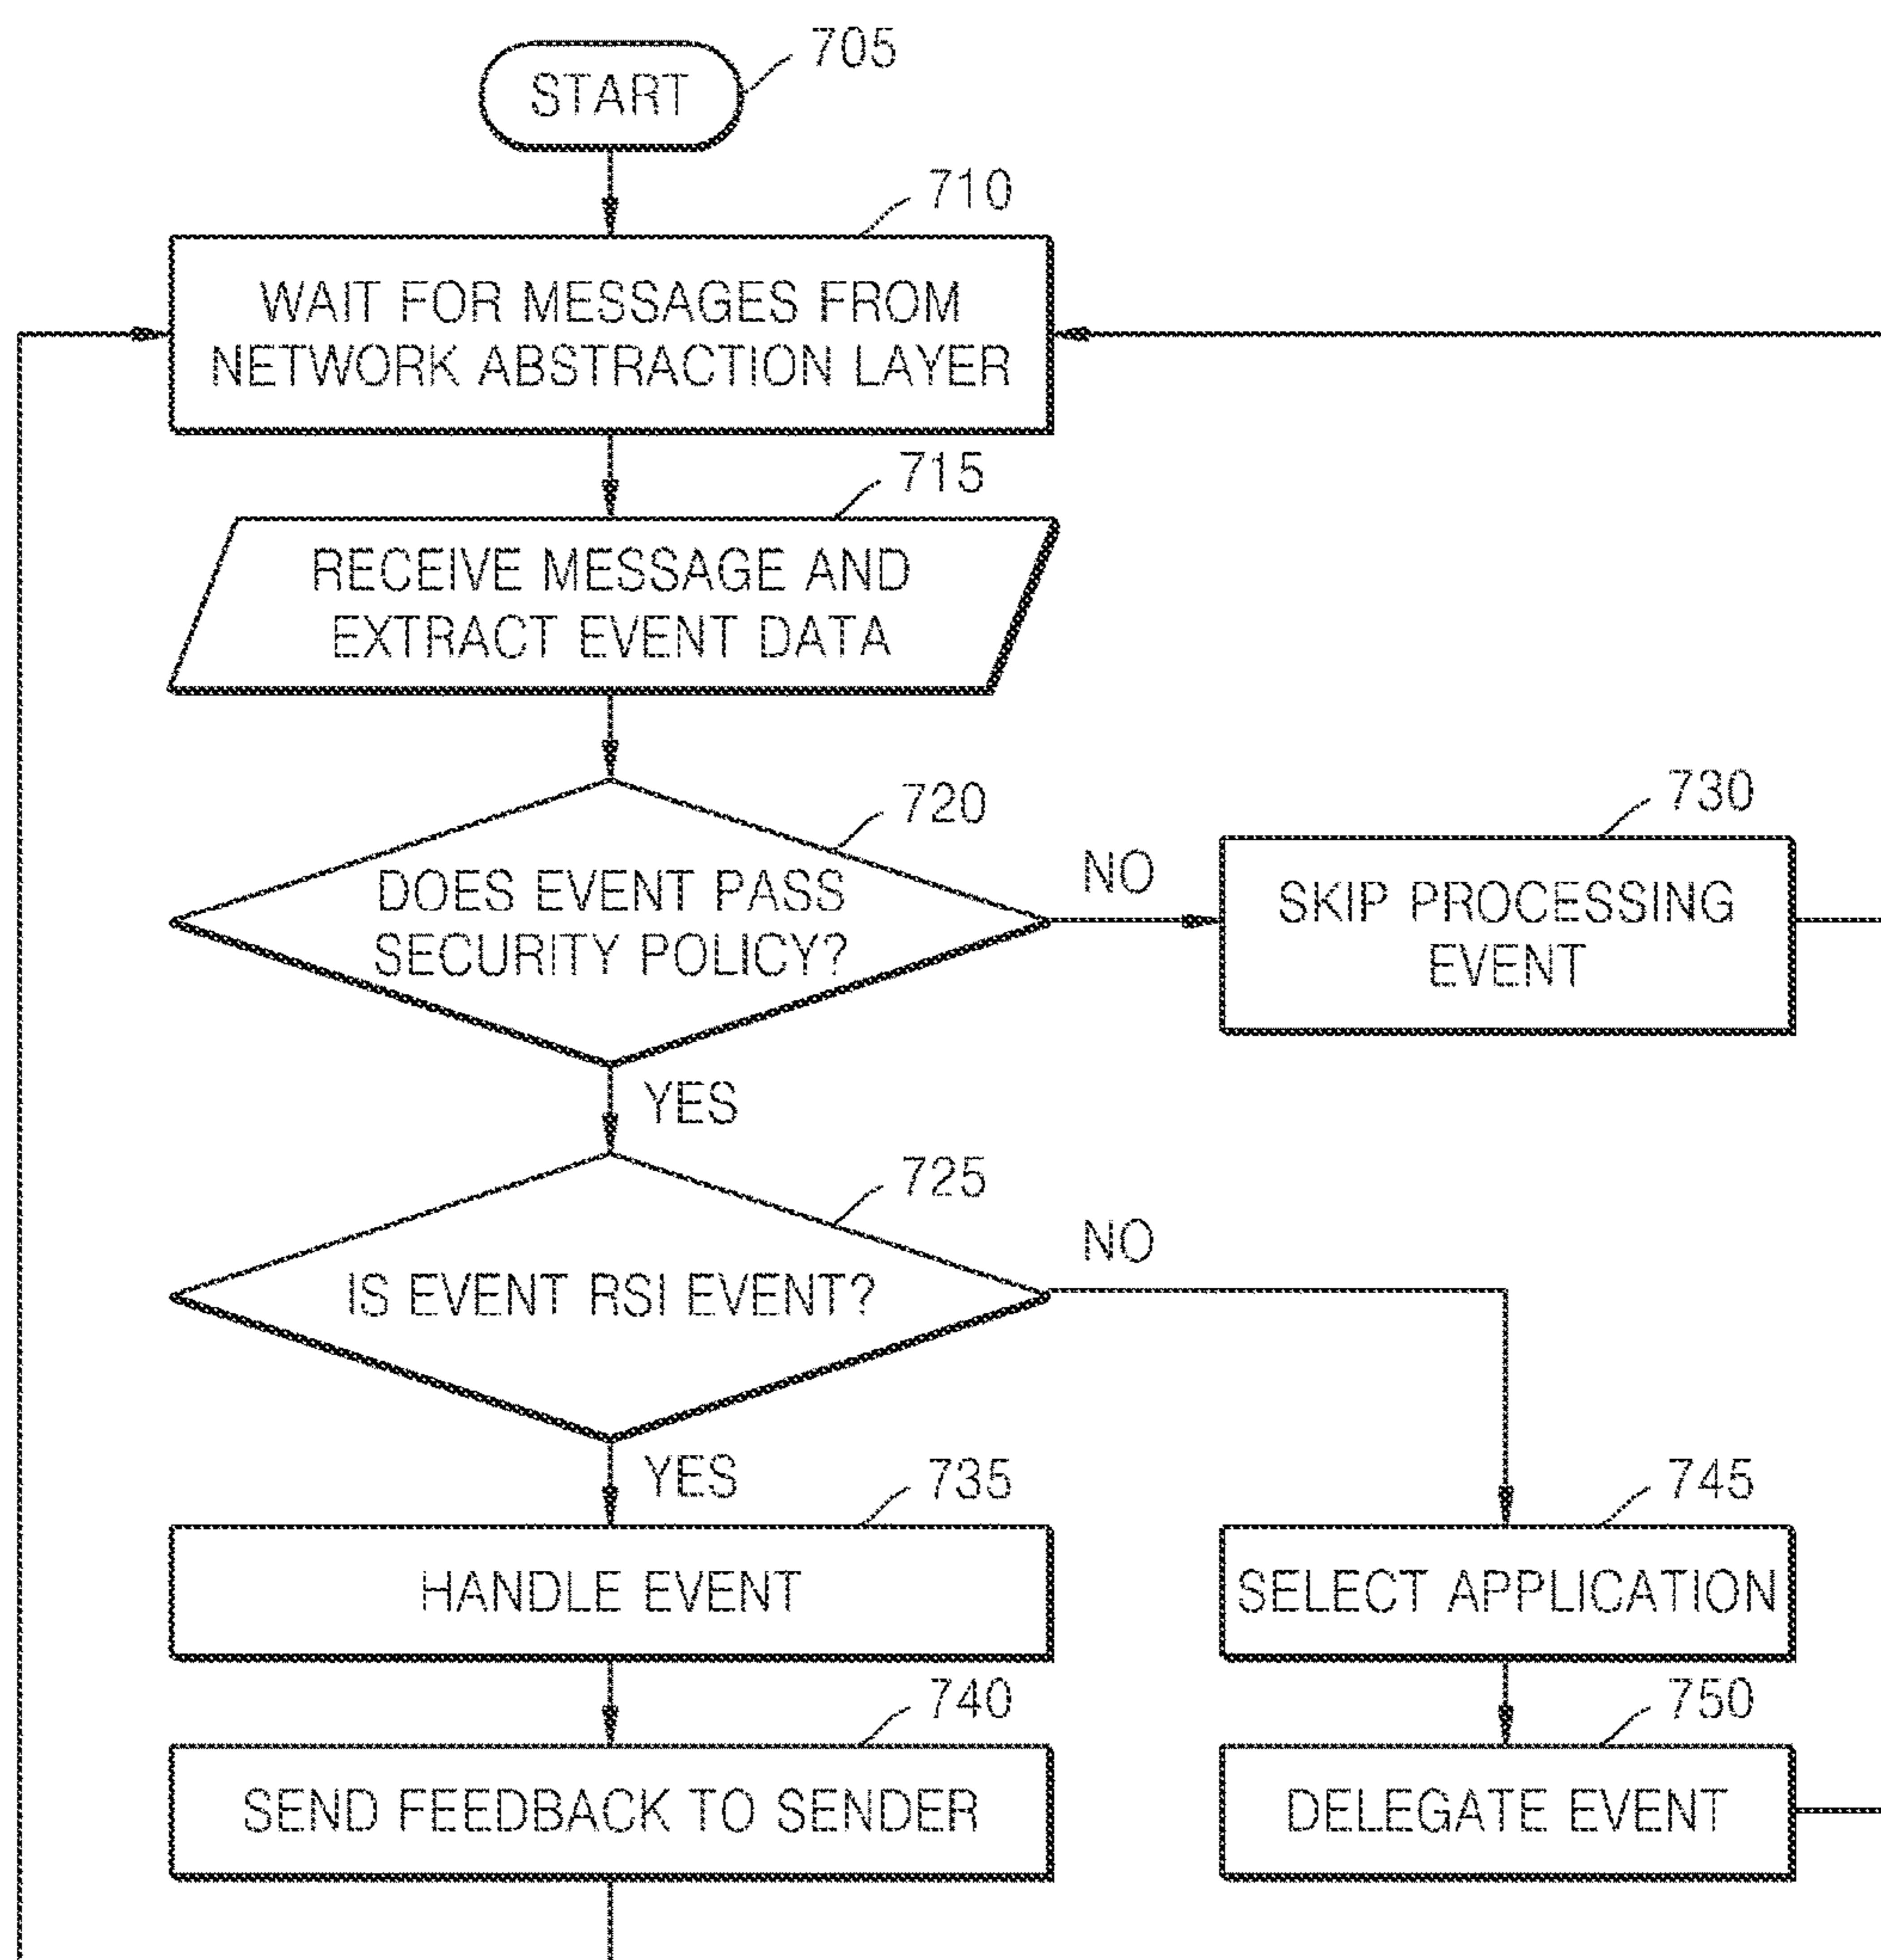 705
START
710
WAIT FOR MESSAGES FROM
NETWORK ABSTRACTION LAYER
715
RECEIVE MESSAGE AND
EXTRACT EVENT DATA
720
DOES EVENT PASS
SECURITY POLICY?
NO
730
SKIP PROCESSING
EVENT
YES
725
IS EVENT RSI EVENT?
NO
YES
735
HANDLE EVENT
745
SELECT APPLICATION
740
SEND FEEDBACK TO SENDER
750
DELEGATE EVENT